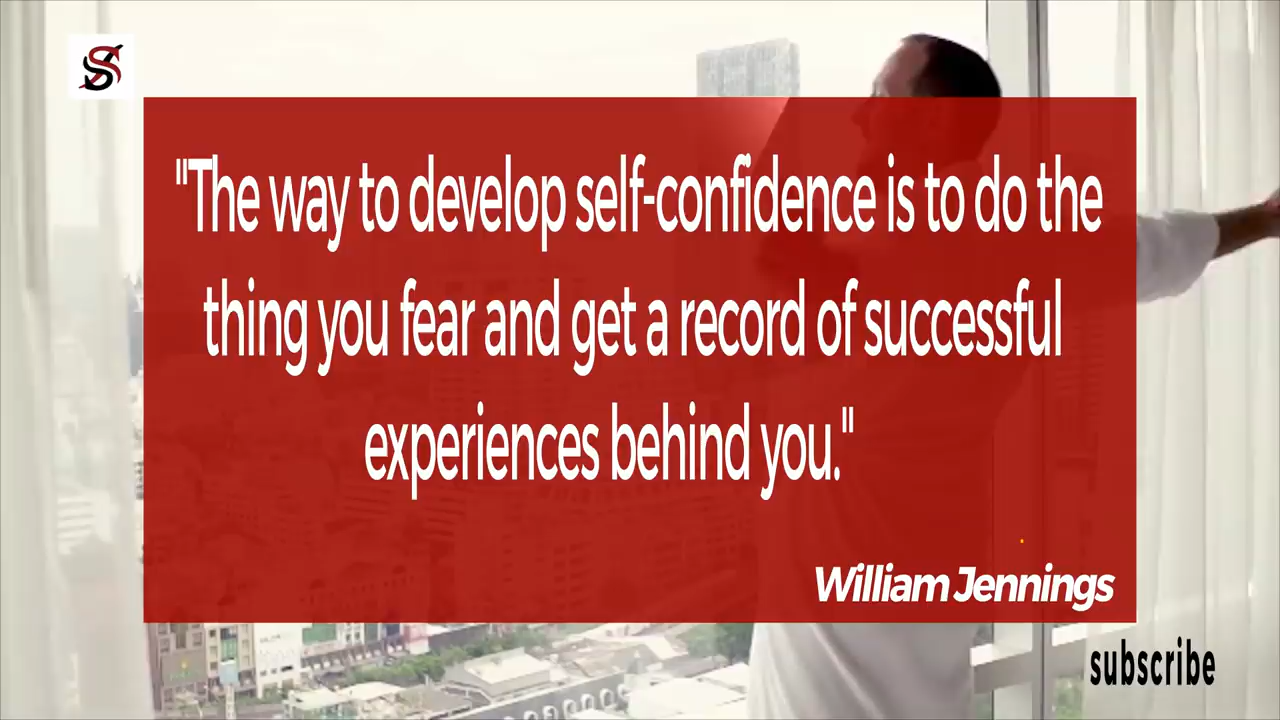 "The way to develop self-confidence is to do the
thing you fear and get a record of successful
experiences behind you."
William Jennings
subscribe